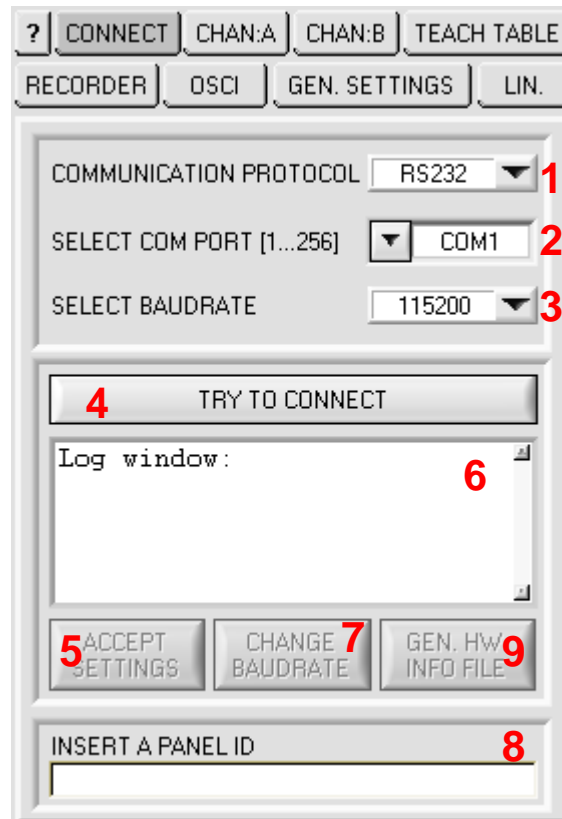 ? CONNECT CHAN:A CHAN:B TEACH TABLE
RECORDER OSCI GEN. SETTINGS LIN.
COMMUNICATION PROTOCOL RS232 1
SELECT COM PORT [1...256] COM1 2
SELECT BAUDRATE 115200 3
4 TRY TO CONNECT
Log window: 6
5 ACCEPT SETTINGS
CHANGE BAUDRATE 7
GEN. HW INFO FILE 9
INSERT A PANEL ID 8